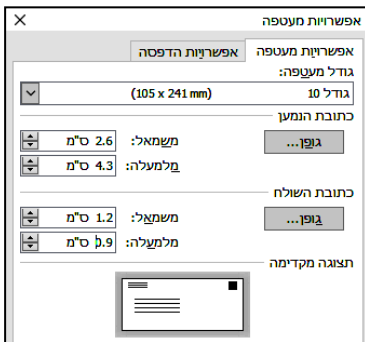 אפשרויות מעטפה
אפשרויות מעטפה אפשרויות הדפסה
גודל מעטפה:
גודל 10 (105 x 241 mm)
כתובת הנמען
גופן... משמאל: 2.6 ס"מ
מלמעלה: 4.3 ס"מ
כתובת השולח
גופן... משמאל: 1.2 ס"מ
מלמעלה: 0.9 ס"מ
תצוגה מקדימה